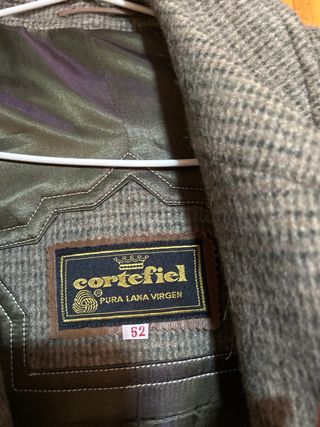 cortefiel
PURA LANA VIRGEN
52